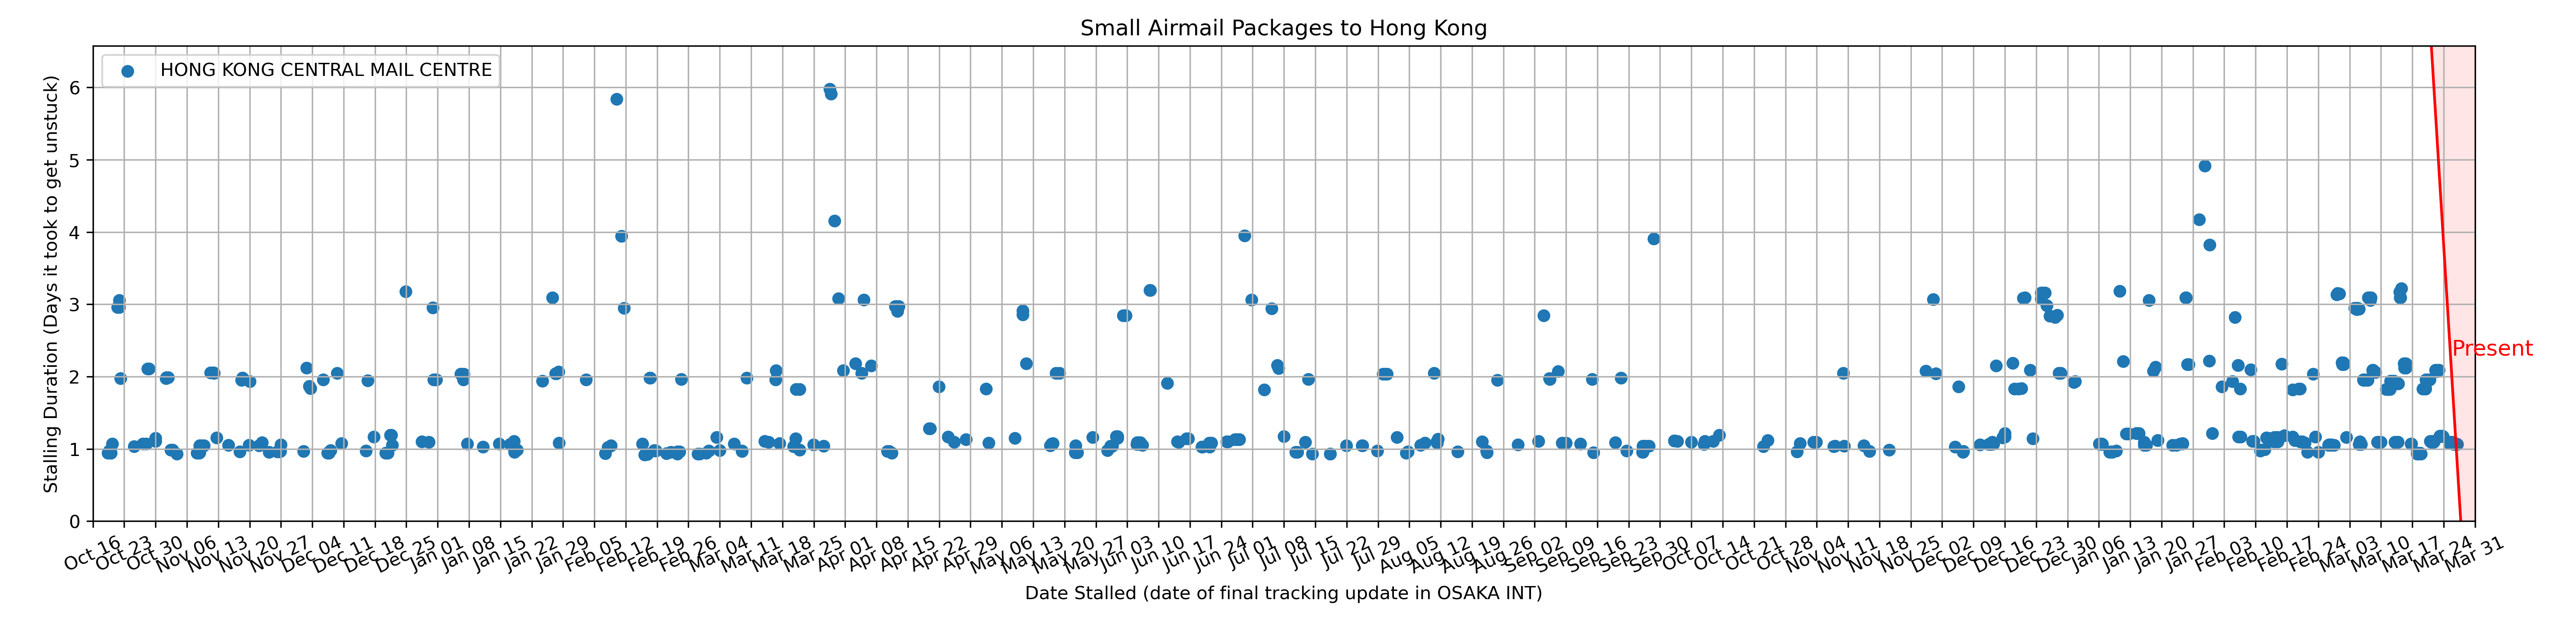 Small Airmail Packages to Hong Kong
HONG KONG CENTRAL MAIL CENTRE
Stalling Duration (Days it took to get unstuck)
6
5
4
3
2
1
0
Present
Oct 16 Oct 23 Oct 30 Nov 06 Nov 13 Nov 20 Nov 27 Dec 04 Dec 11 Dec 18 Dec 25 Jan 01 Jan 08 Jan 15 Jan 22 Jan 29 Feb 05 Feb 12 Feb 19 Feb 26 Mar 04 Mar 11 Mar 18 Mar 25 Apr 01 Apr 08 Apr 15 Apr 22 Apr 29 May 06 May 13 May 20 May 27 Jun 03 Jun 10 Jun 17 Jun 24 Jul 01 Jul 08 Jul 15 Jul 22 Jul 29 Aug 05 Aug 12 Aug 19 Aug 26 Sep 02 Sep 09 Sep 16 Sep 23 Sep 30 Oct 07 Oct 14 Oct 21 Oct 28 Nov 04 Nov 11 Nov 18 Nov 25 Dec 02 Dec 09 Dec 16 Dec 23 Dec 30 Jan 06 Jan 13 Jan 20 Jan 27 Feb 03 Feb 10 Feb 17 Feb 24 Mar 03 Mar 10 Mar 17 Mar 24 Mar 31
Date Stalled (date of final tracking update in OSAKA INT)